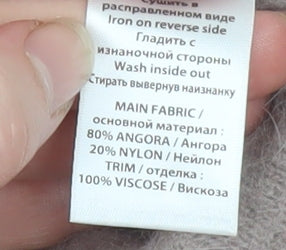 Сушить в
расправленном виде
Iron on reverse side
Гладить с
изнаночной стороны
Wash inside out
Стирать вывернув наизнанку
MAIN FABRIC /
основной материал :
80% ANGORA / Ангора
20% NYLON / Нейлон
TRIM / отделка :
100% VISCOSE / Вискоза